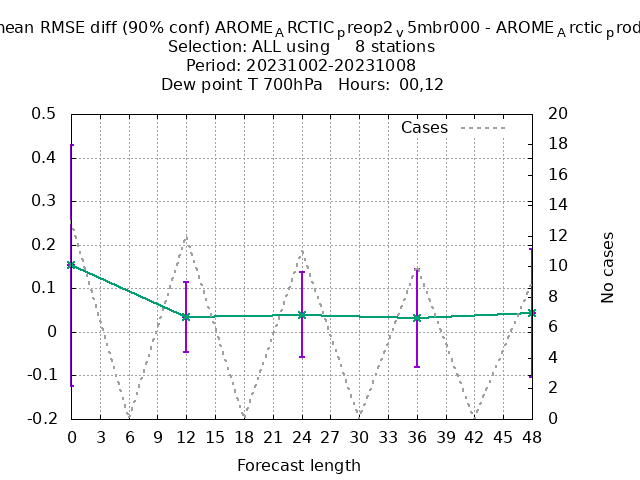 mean RMSE diff (90% conf) AROME_ARCTIC_preop2_v5mbr000 - AROME_Arctic_prod
Selection: ALL using 8 stations
Period: 20231002-20231008
Dew point T 700hPa Hours: 00,12
Cases
0.5
0.4
0.3
0.2
0.1
0
-0.1
-0.2
20
18
16
14
12
10
8
6
4
2
0
No cases
0 3 6 9 12 15 18 21 24 27 30 33 36 39 42 45 48
Forecast length